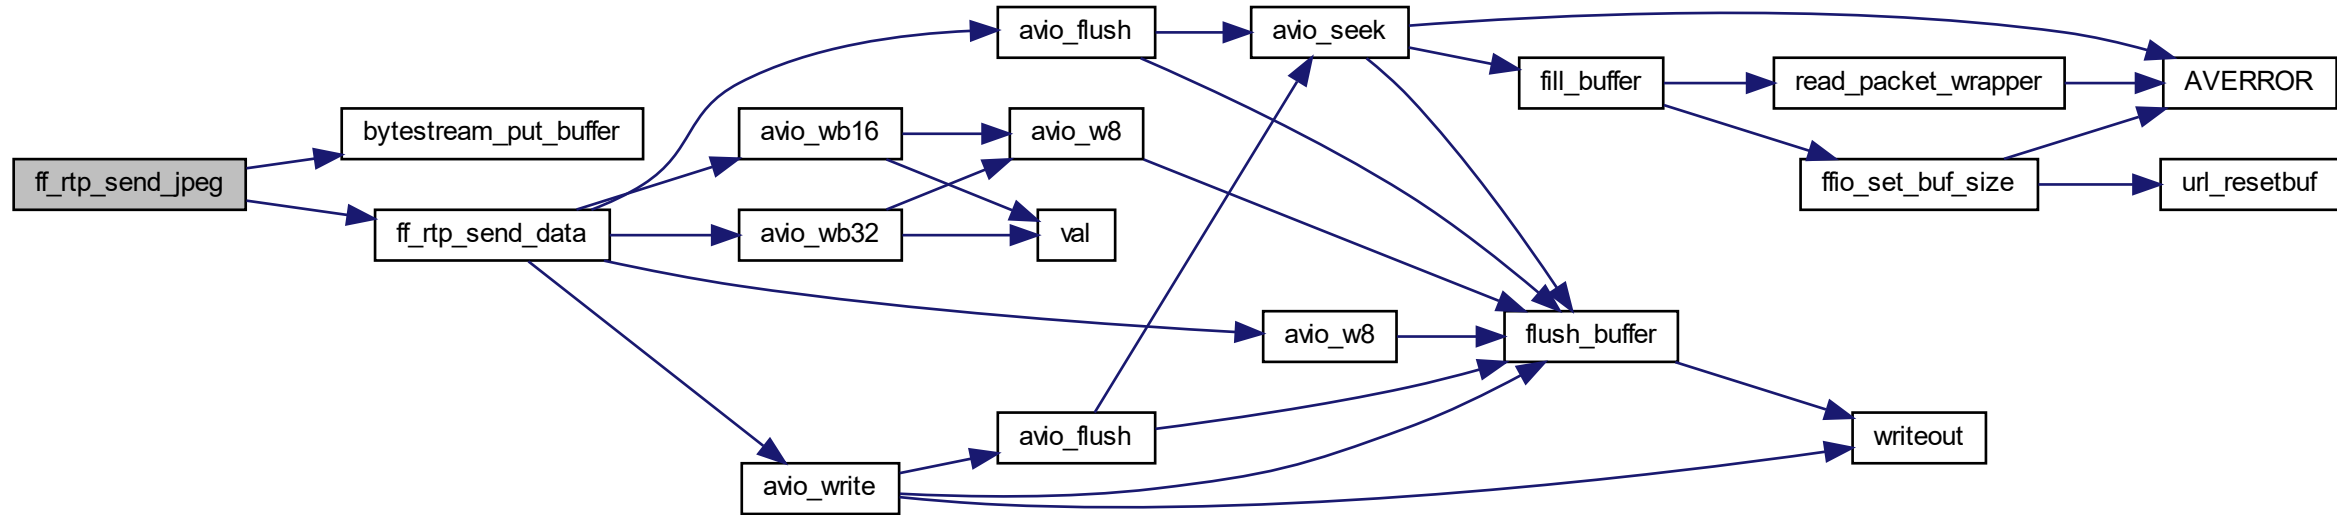 ff_rtp_send_jpeg
bytestream_put_buffer
ff_rtp_send_data
avio_flush
avio_wb16
avio_wb32
avio_write
avio_w8
val
avio_seek
avio_w8
avio_flush
fill_buffer
flush_buffer
read_packet_wrapper
ffio_set_buf_size
writeout
AVERROR
url_resetbuf